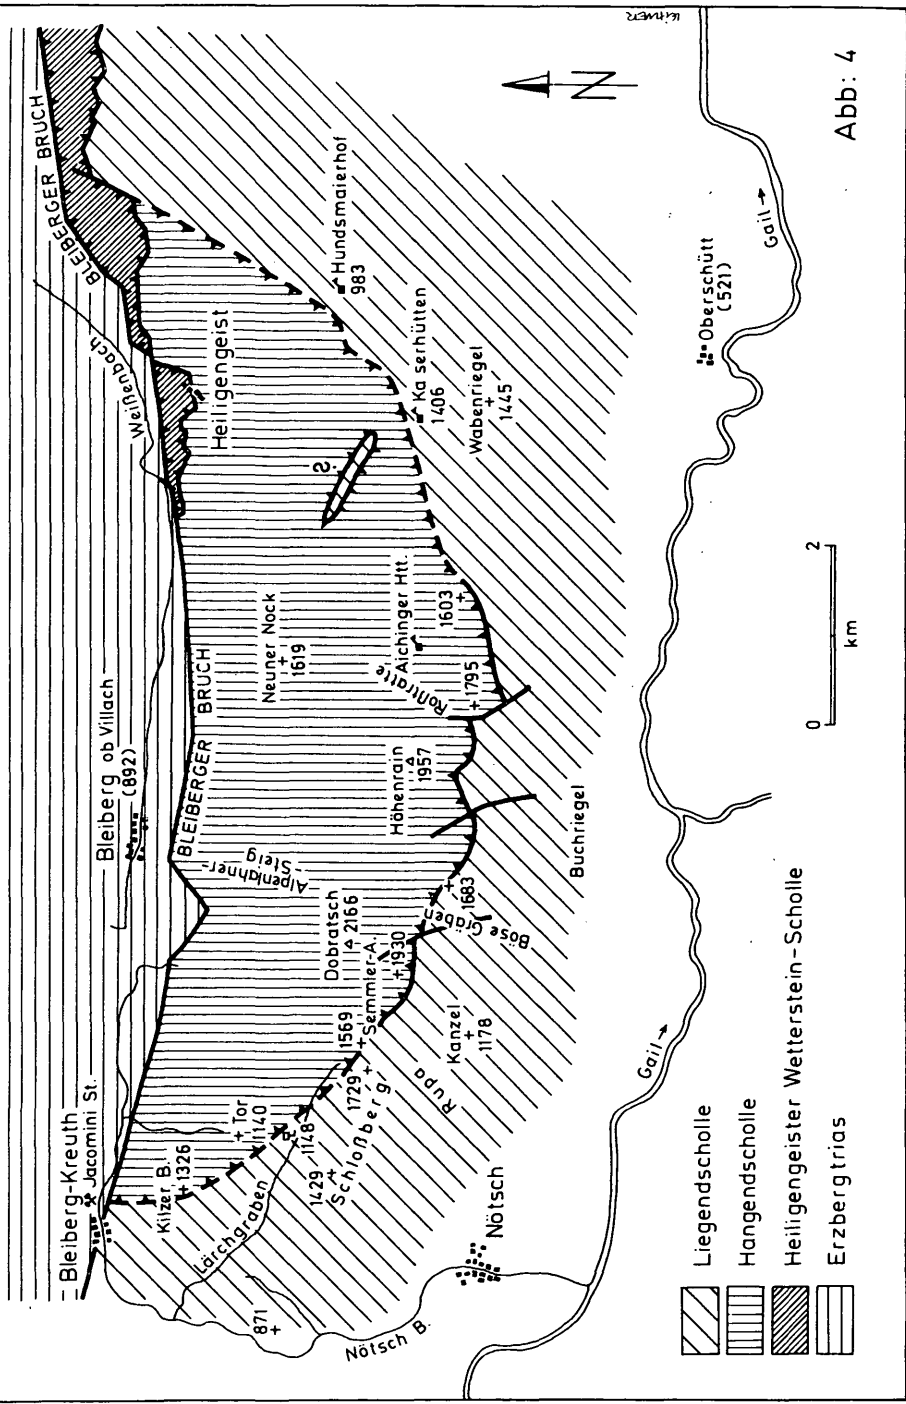 BLEIBERGER BRUCH
Weißenbach
Bleiberg-Kreuth
Jacomini St.
Bleiberg ob Villach
(892)
BLEIBERGER BRUCH
Heiligengeist
Kilzer B.
+1326
+Tor
1140
Alpenlahner-
Steig
Neuner Nock
+
1619
?
Hundsmaierhof
983
Lärchgraben
1148
1569
1729
Schloßberg
1429
Semmler-A.
Dobratsch
2166
+1930
Höhenrain
1957
Roßtratte
+1795
Aichinger Htt.
1603
+
Kaserhütten
1406
Wabenriegel
+
1445
871
+
Rupa
Kanzel
+
1178
Böse Gräben
1683
Buchriegel
Nötsch B.
Nötsch
Oberschütt
(521)
Gail →
Gail →
N
0 2
km
Liegendscholle
Hangendscholle
Heiligengeister Wetterstein-Scholle
Erzbergtrias
Abb: 4